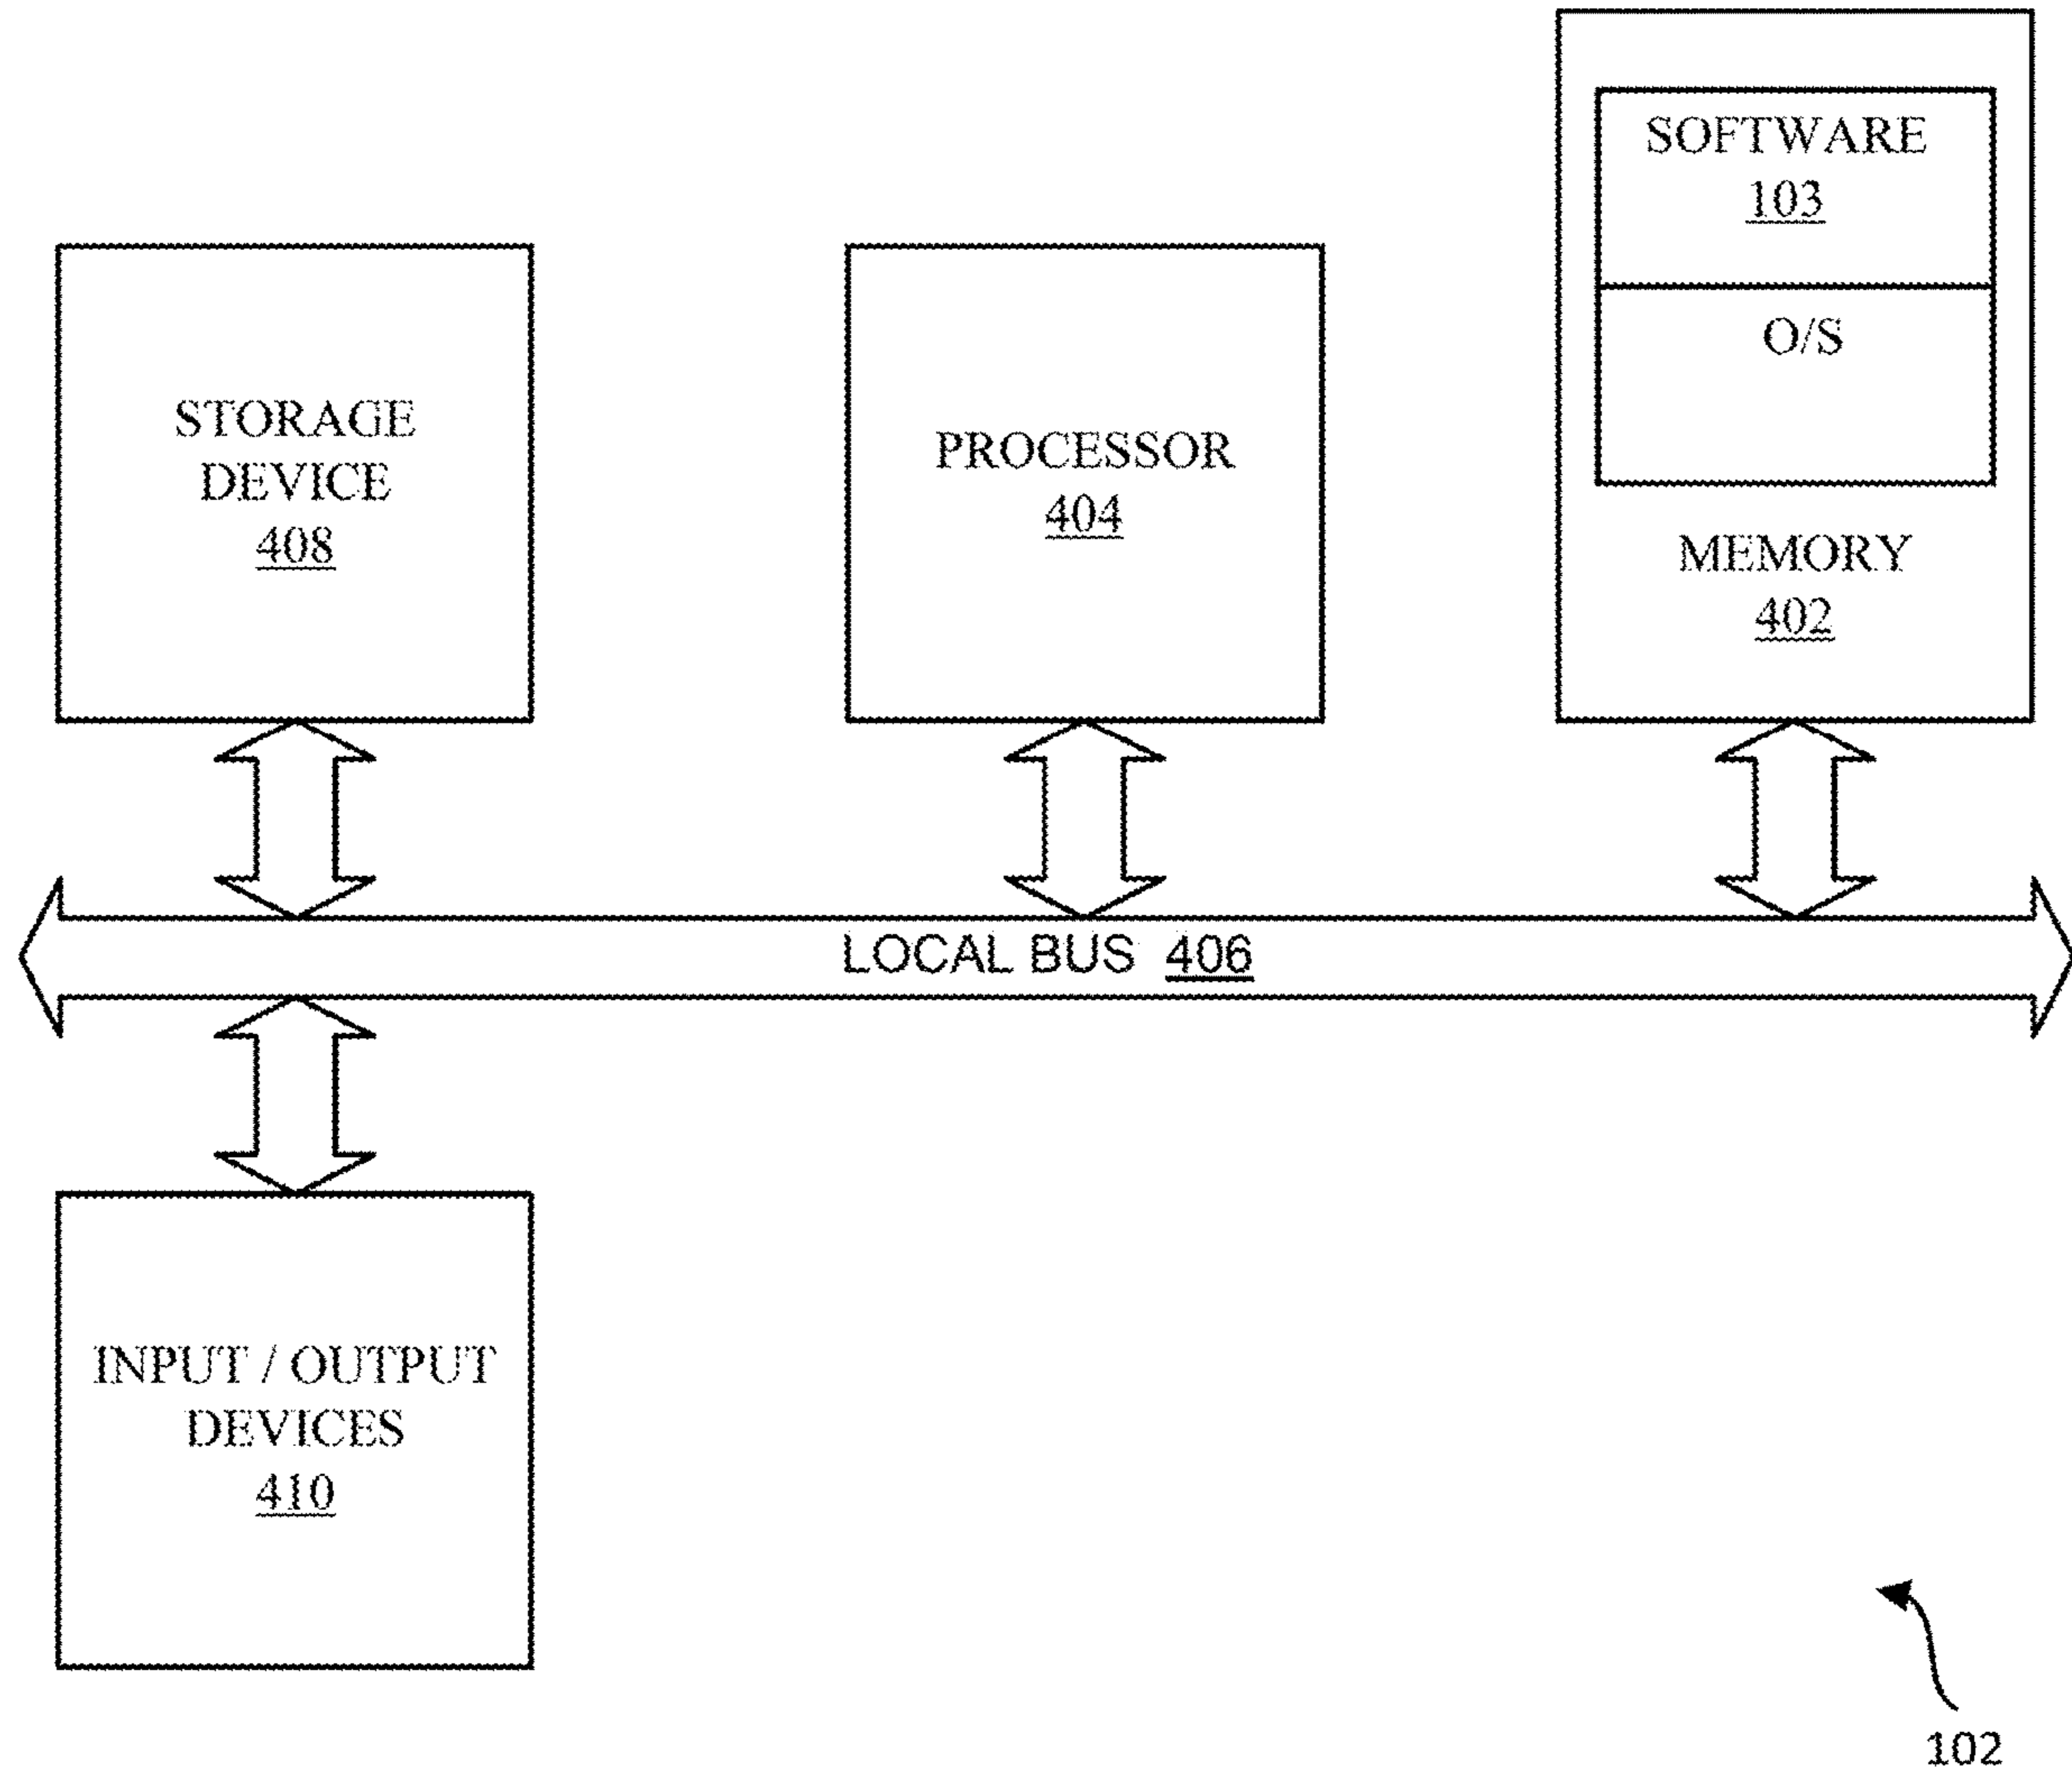 SOFTWARE
103
O/S
MEMORY
402
STORAGE
DEVICE
408
PROCESSOR
404
LOCAL BUS 406
INPUT / OUTPUT
DEVICES
410
102